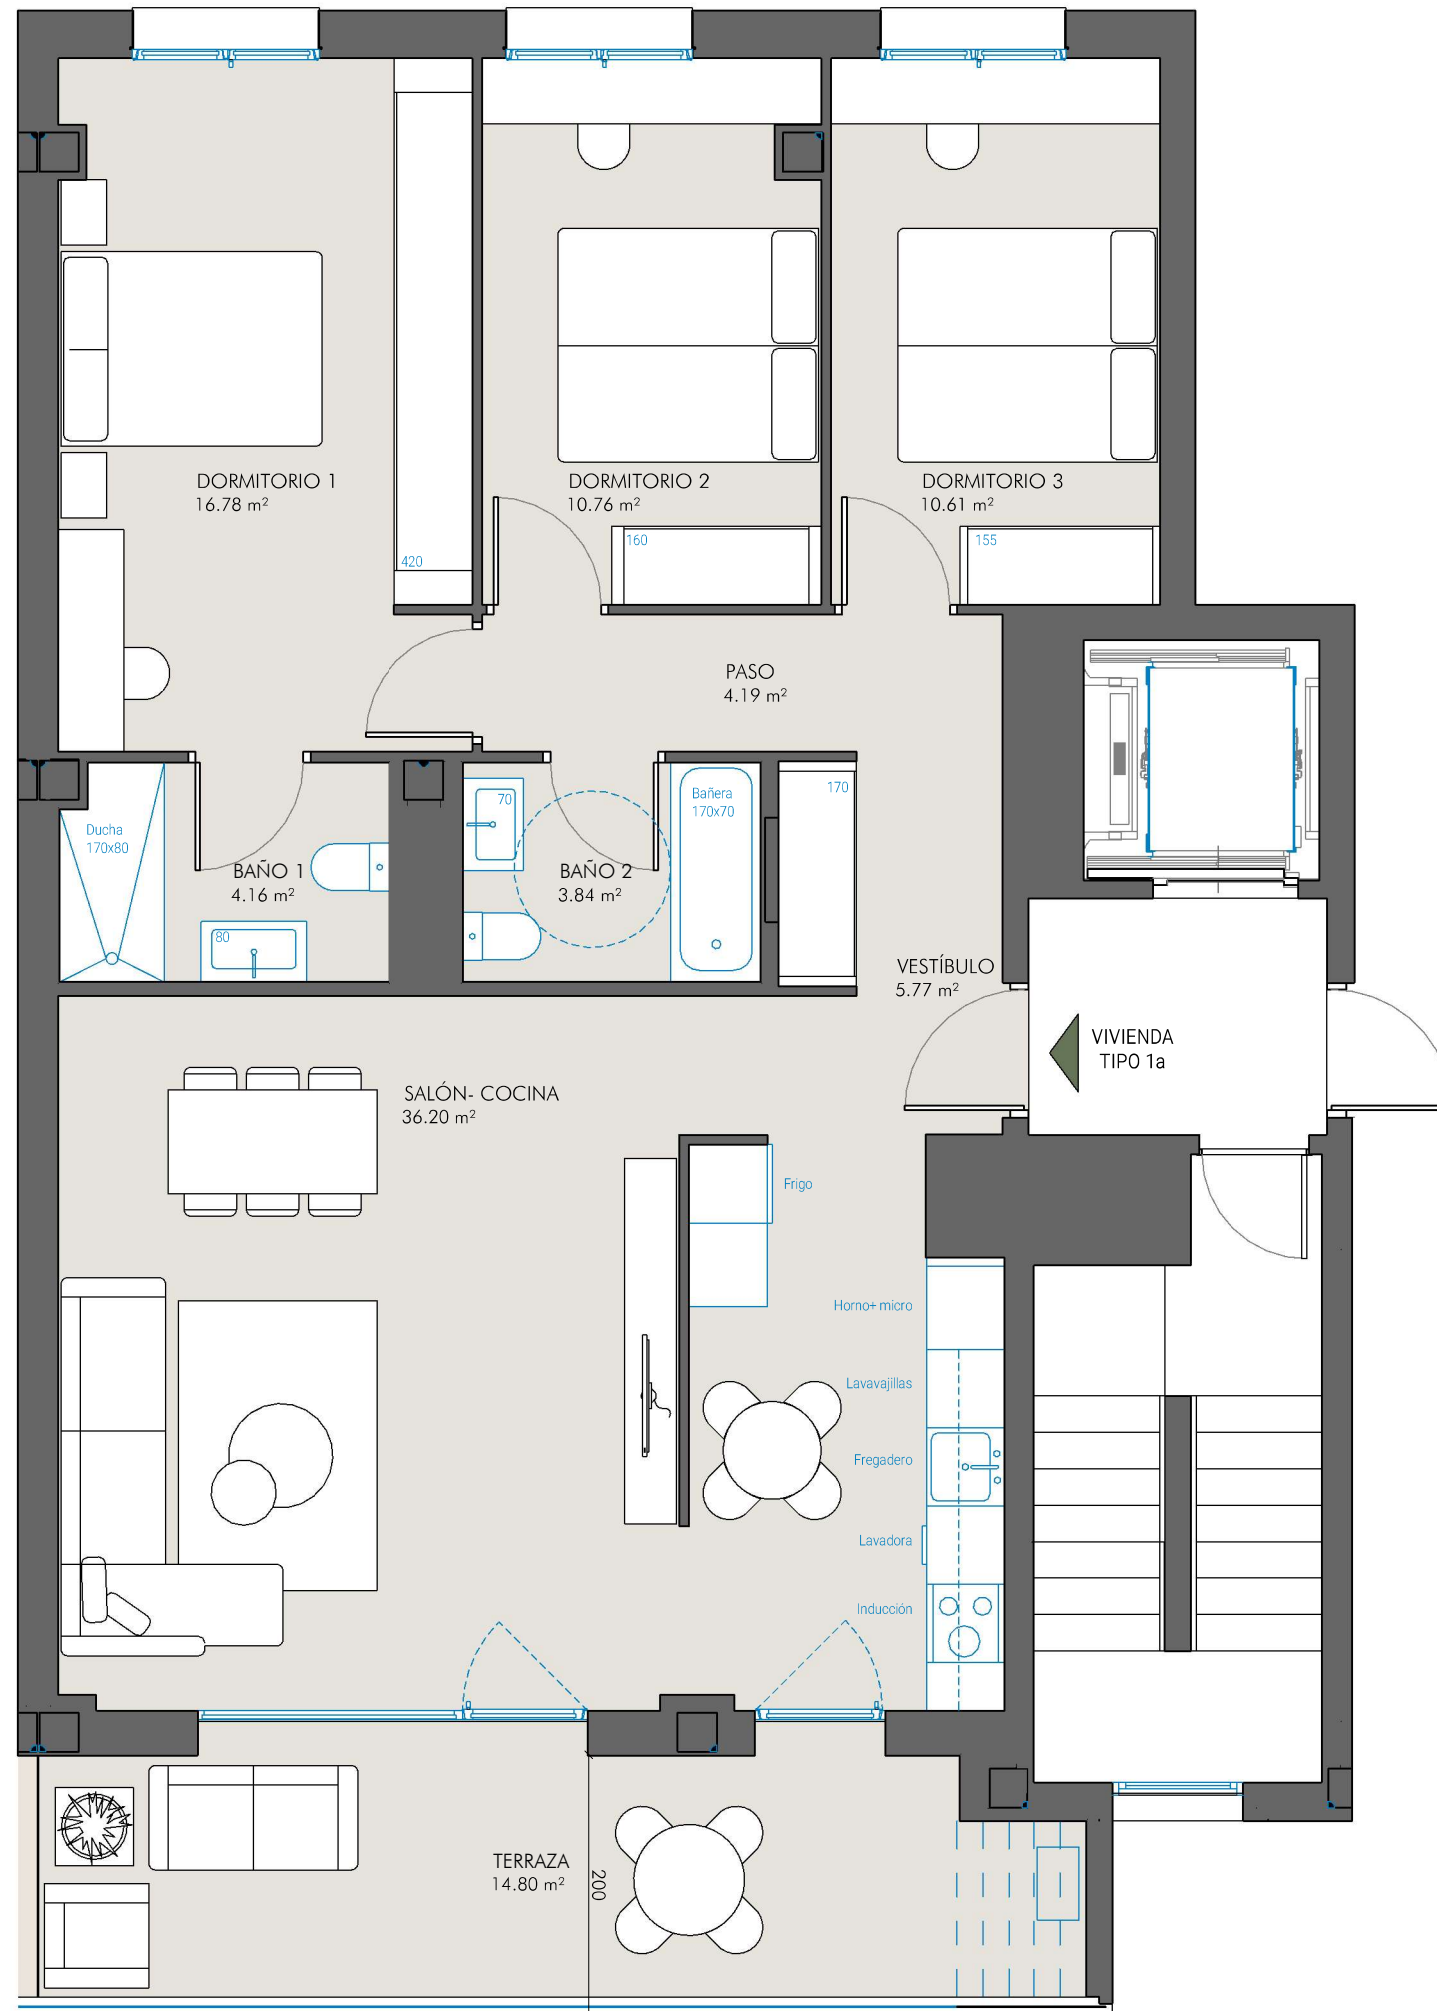 DORMITORIO 1
16.78 m²
420
DORMITORIO 2
10.76 m²
160
DORMITORIO 3
10.61 m²
155
PASO
4.19 m²
Ducha
170x80
BAÑO 1
4.16 m²
80
70
BAÑO 2
3.84 m²
Bañera
170x70
170
VESTÍBULO
5.77 m²
VIVIENDA
TIPO 1a
SALÓN- COCINA
36.20 m²
Frigo
Horno+ micro
Lavavajillas
Fregadero
Lavadora
Inducción
TERRAZA
14.80 m²
200